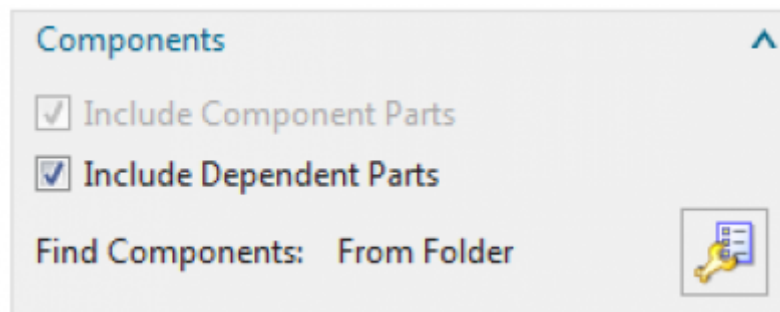 Components
Include Component Parts
Include Dependent Parts
Find Components: From Folder